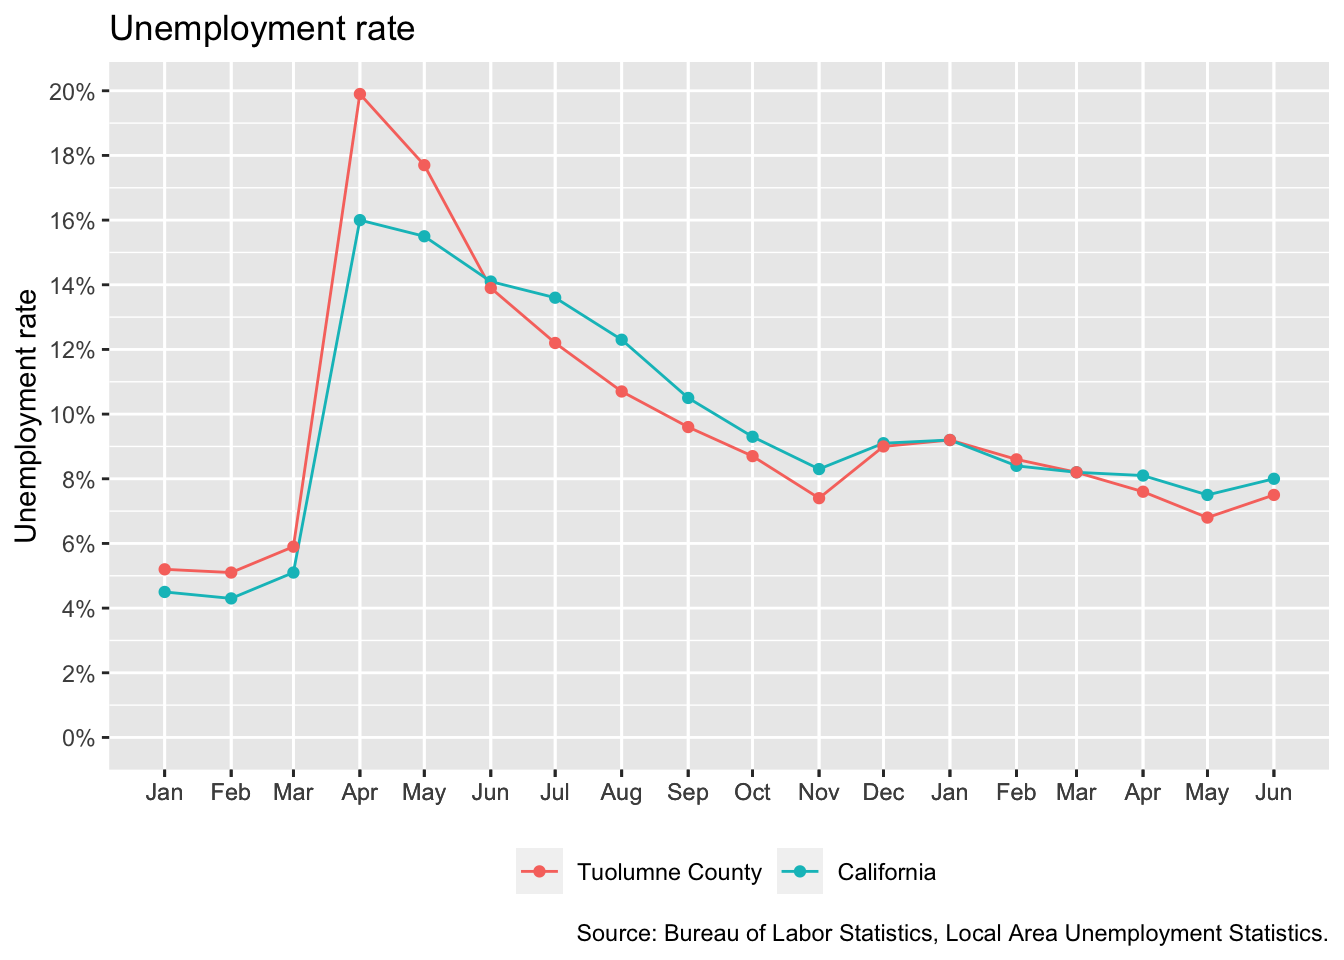 Unemployment rate
Unemployment rate
20%
18%
16%
14%
12%
10%
8%
6%
4%
2%
0%
Jan Feb Mar Apr May Jun Jul Aug Sep Oct Nov Dec Jan Feb Mar Apr May Jun
Tuolumne County California
Source: Bureau of Labor Statistics, Local Area Unemployment Statistics.